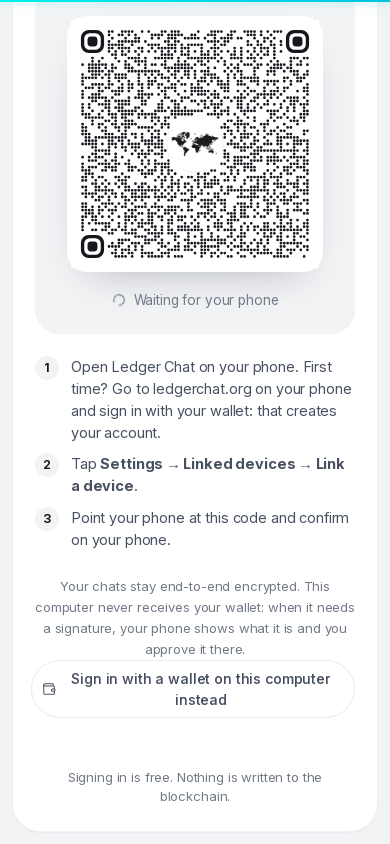 Waiting for your phone
1 Open Ledger Chat on your phone. First
time? Go to ledgerchat.org on your phone
and sign in with your wallet: that creates
your account.
2 Tap Settings → Linked devices → Link
a device.
3 Point your phone at this code and confirm
on your phone.
Your chats stay end-to-end encrypted. This
computer never receives your wallet: when it needs
a signature, your phone shows what it is and you
approve it there.
Sign in with a wallet on this computer
instead
Signing in is free. Nothing is written to the
blockchain.